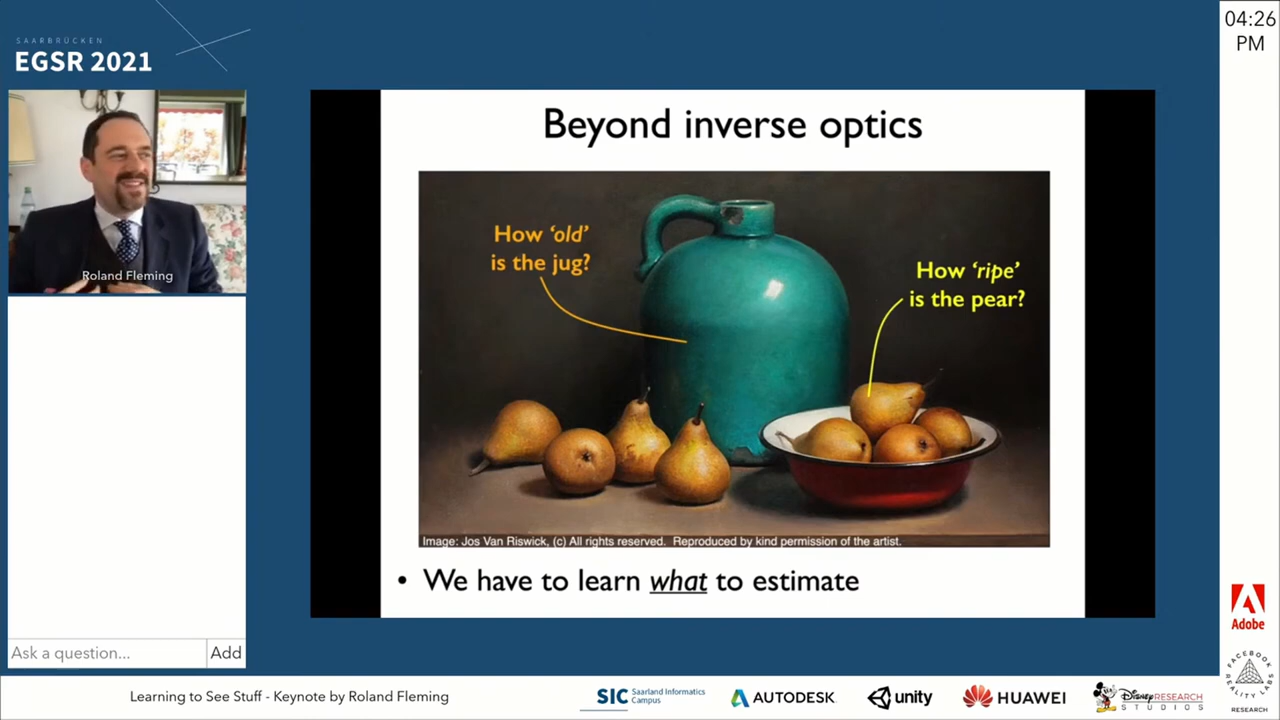 SAARBRÜCKEN
EGSR 2021
04:26
PM
Roland Fleming
Beyond inverse optics
How ‘old’
is the jug?
How ‘ripe’
is the pear?
Image: Jos Van Riswick, (c) All rights reserved. Reproduced by kind permission of the artist.
• We have to learn what to estimate
Ask a question...
Add
Adobe
FACEBOOK
REALITY LABS
RESEARCH
Learning to See Stuff - Keynote by Roland Fleming
SIC Saarland Informatics
Campus
AUTODESK
unity
HUAWEI
Disney RESEARCH
STUDIOS